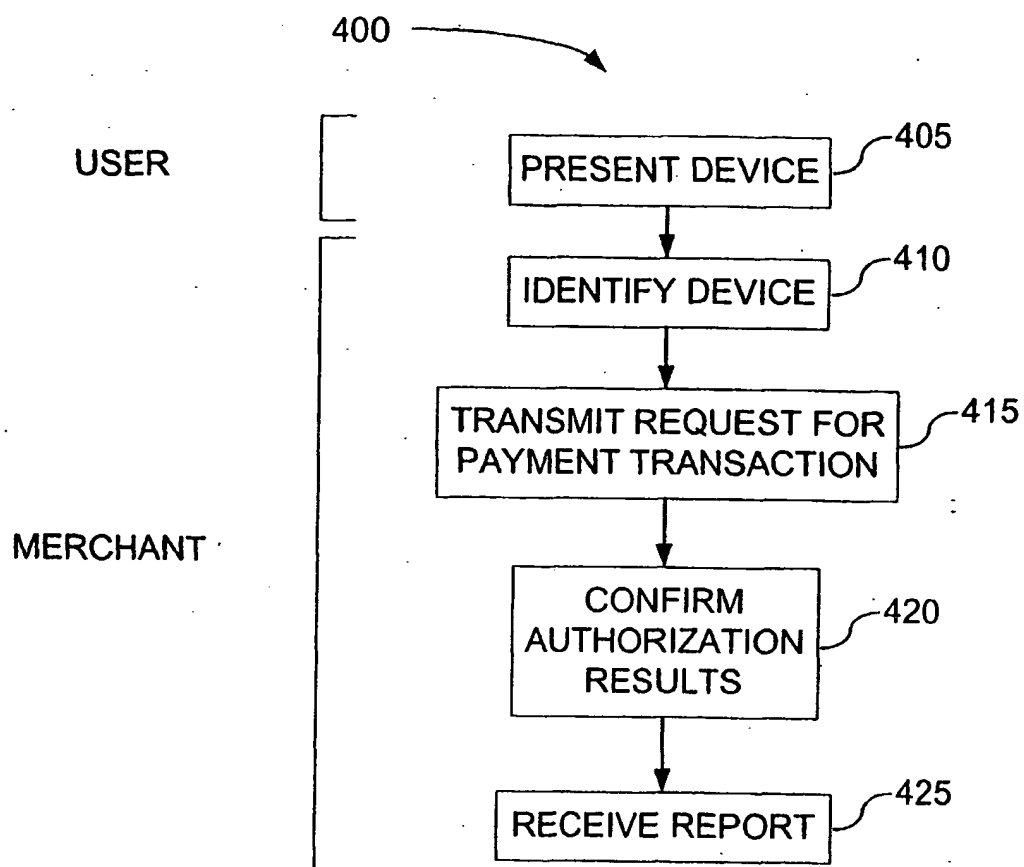 400
USER
PRESENT DEVICE
405
IDENTIFY DEVICE
410
TRANSMIT REQUEST FOR
PAYMENT TRANSACTION
415
MERCHANT
CONFIRM
AUTHORIZATION
RESULTS
420
RECEIVE REPORT
425